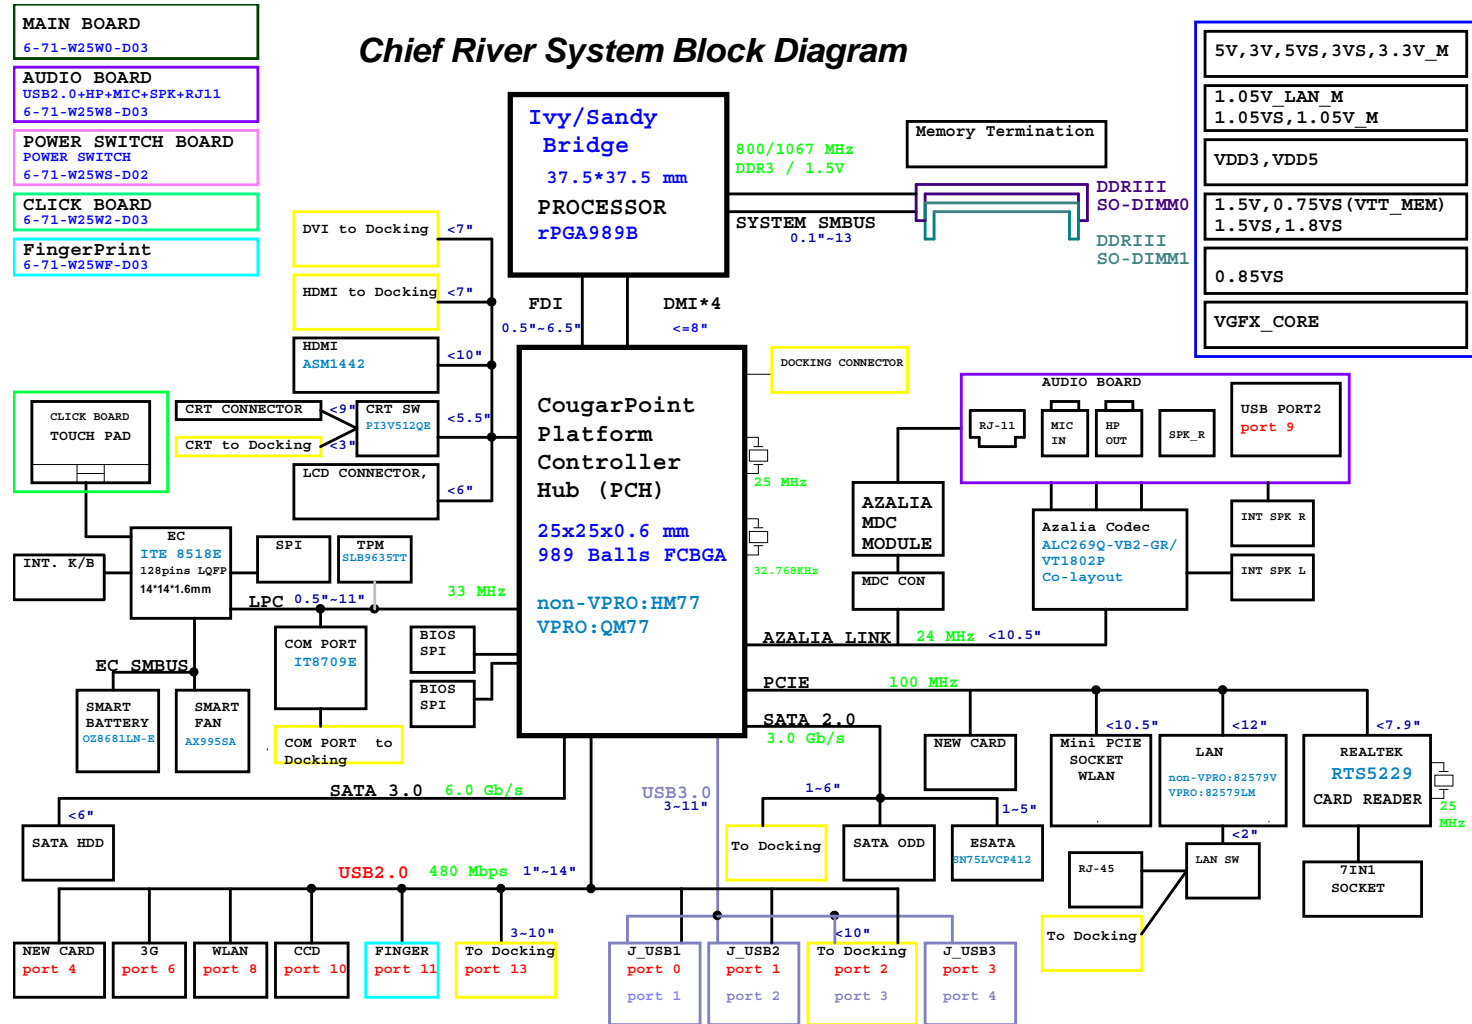 Chief River System Block Diagram
MAIN BOARD
6-71-W25W0-D03
AUDIO BOARD
USB2.0+HP+MIC+SPK+RJ11
6-71-W25W8-D03
POWER SWITCH BOARD
POWER SWITCH
6-71-W25WS-D02
CLICK BOARD
6-71-W25W2-D03
FingerPrint
6-71-W25WF-D03
Ivy/Sandy
Bridge
37.5*37.5 mm
PROCESSOR
rPGA989B
800/1067 MHz
DDR3 / 1.5V
SYSTEM SMBUS
0.1"~13
Memory Termination
DDRIII
SO-DIMM0
DDRIII
SO-DIMM1
5V,3V,5VS,3VS,3.3V_M
1.05V_LAN_M
1.05VS,1.05V_M
VDD3,VDD5
1.5V,0.75VS(VTT_MEM)
1.5VS,1.8VS
0.85VS
VGFX_CORE
FDI
0.5"~6.5"
DMI*4
<=8"
DVI to Docking
<7"
HDMI to Docking
<7"
HDMI
ASM1442
<10"
CRT CONNECTOR
<9"
CRT to Docking
<3"
CRT SW
PI3V512QE
<5.5"
LCD CONNECTOR,
<6"
CougarPoint
Platform
Controller
Hub (PCH)
25x25x0.6 mm
989 Balls FCBGA
non-VPRO:HM77
VPRO:QM77
DOCKING CONNECTOR
25 MHz
32.768KHz
CLICK BOARD
TOUCH PAD
EC
ITE 8518E
128pins LQFP
14*14*1.6mm
INT. K/B
SPI
TPM
SLB9635TT
LPC
0.5"~11"
33 MHz
COM PORT
IT8709E
COM PORT to
Docking
BIOS
SPI
BIOS
SPI
EC SMBUS
SMART
BATTERY
OZ8681LN-E
SMART
FAN
AX995SA
AUDIO BOARD
RJ-11
MIC
IN
HP
OUT
SPK_R
USB PORT2
port 9
AZALIA
MDC
MODULE
MDC CON
Azalia Codec
ALC269Q-VB2-GR/
VT1802P
Co-layout
INT SPK R
INT SPK L
AZALIA LINK
24 MHz
<10.5"
PCIE
100 MHz
SATA 2.0
3.0 Gb/s
NEW CARD
<10.5"
Mini PCIE
SOCKET
WLAN
<12"
LAN
non-VPRO:82579V
VPRO:82579LM
<7.9"
REALTEK
RTS5229
CARD READER
25
MHz
<2"
LAN SW
RJ-45
To Docking
7IN1
SOCKET
SATA 3.0
6.0 Gb/s
<6"
SATA HDD
USB3.0
3~11"
1~6"
To Docking
SATA ODD
1~5"
ESATA
SN75LVCP412
USB2.0
480 Mbps
1"~14"
NEW CARD
port 4
3G
port 6
WLAN
port 8
CCD
port 10
FINGER
port 11
3~10"
To Docking
port 13
J_USB1
port 0
port 1
J_USB2
port 1
port 2
<10"
To Docking
port 2
port 3
J_USB3
port 3
port 4